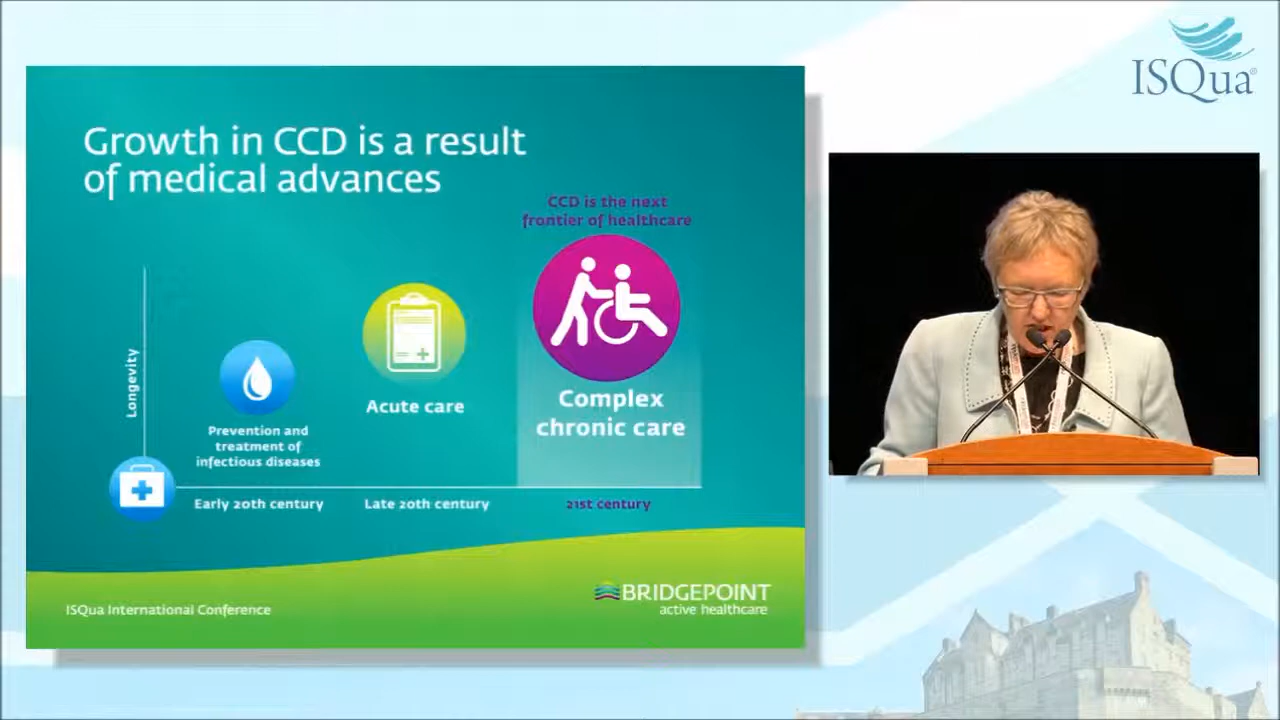 ISQua®
Growth in CCD is a result
of medical advances
CCD is the next
frontier of healthcare
Longevity
Prevention and
treatment of
infectious diseases
Acute care
Complex
chronic care
Early 20th century
Late 20th century
21st century
ISQua International Conference
BRIDGEPOINT
active healthcare